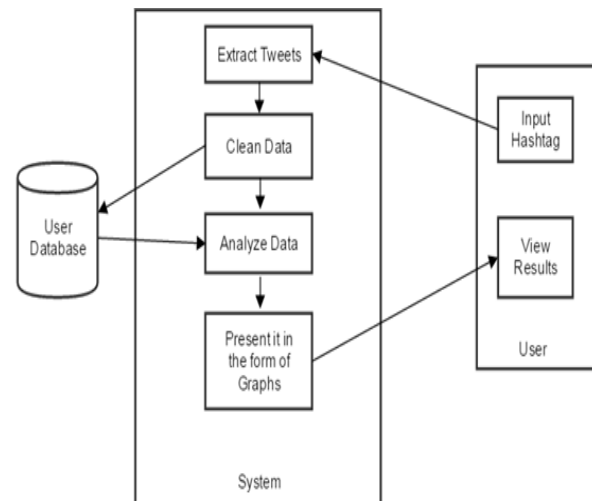 Extract Tweets
Clean Data
Analyze Data
Present it in
the form of
Graphs
System
User
Database
Input
Hashtag
View
Results
User